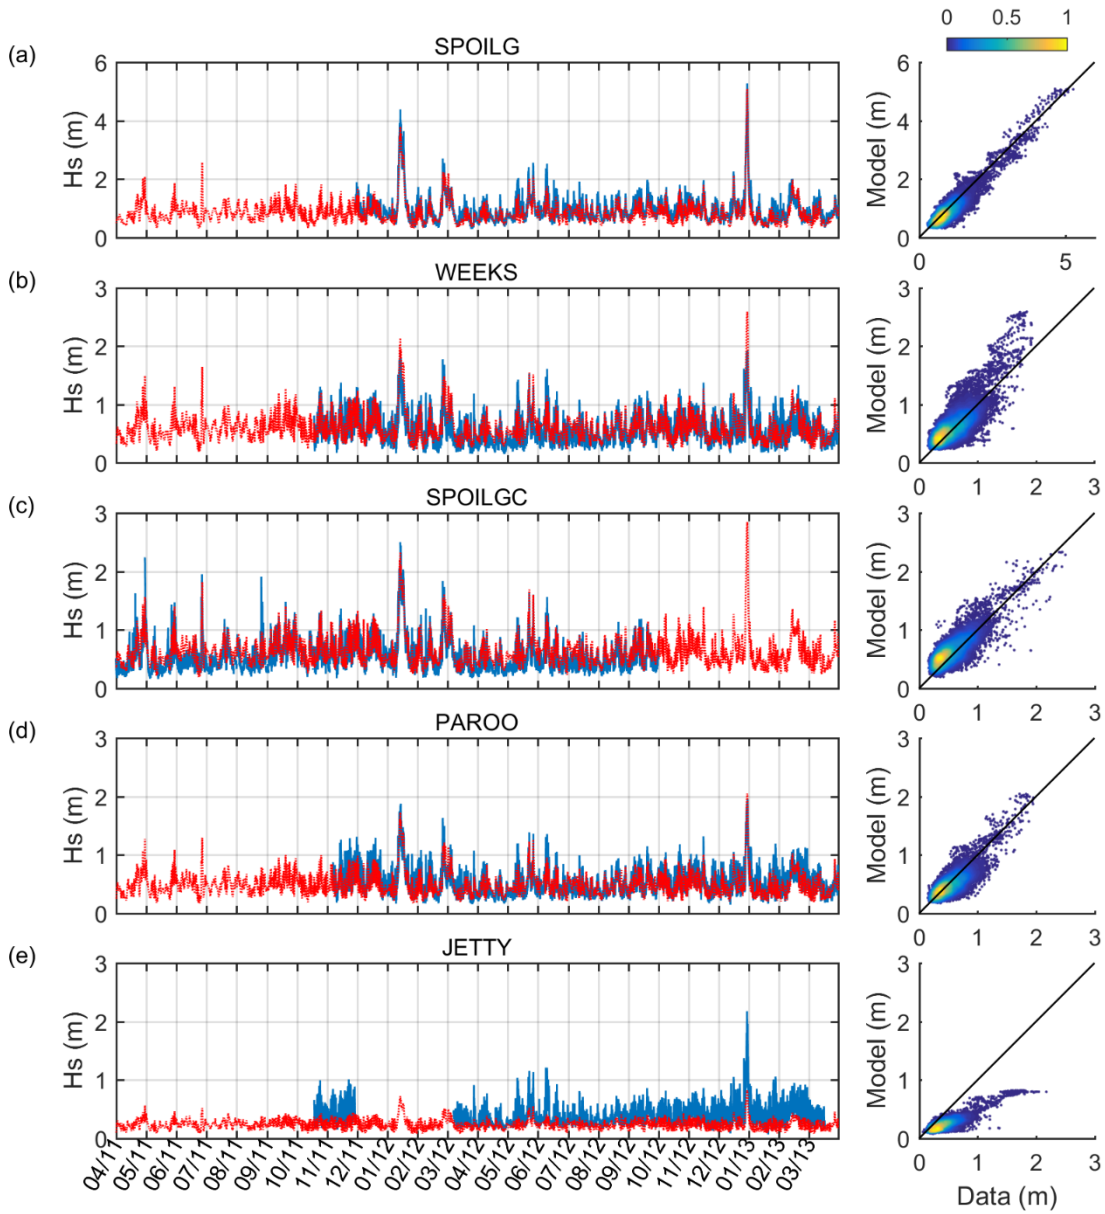 0 0.5 1
(a) SPOILG
6
4
2
0
Hs (m)
6
4
2
0
Model (m)
0 5
(b) WEEKS
3
2
1
0
Hs (m)
3
2
1
0
Model (m)
0 1 2 3
(c) SPOILGC
3
2
1
0
Hs (m)
3
2
1
0
Model (m)
0 1 2 3
(d) PAROO
3
2
1
0
Hs (m)
3
2
1
0
Model (m)
0 1 2 3
(e) JETTY
3
2
1
0
Hs (m)
04/11 05/11 06/11 07/11 08/11 09/11 10/11 11/11 12/11 01/12 02/12 03/12 04/12 05/12 06/12 07/12 08/12 09/12 10/12 11/12 12/12 01/13 02/13 03/13
3
2
1
0
Model (m)
0 1 2 3
Data (m)